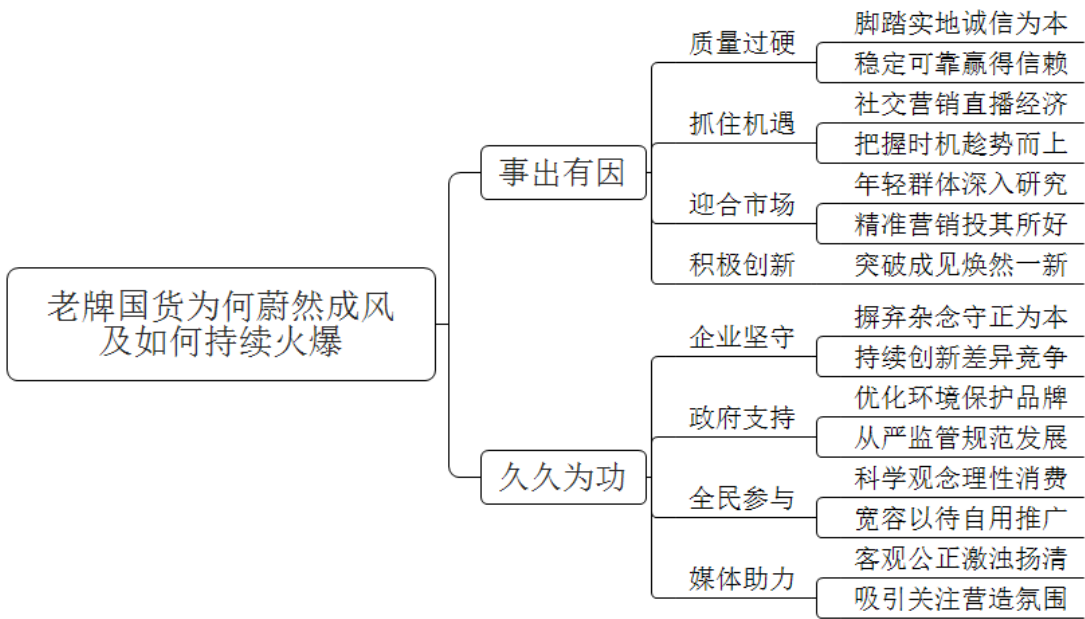 老牌国货为何蔚然成风
及如何持续火爆
事出有因
质量过硬
脚踏实地诚信为本
稳定可靠赢得信赖
抓住机遇
社交营销直播经济
把握时机趁势而上
迎合市场
年轻群体深入研究
精准营销投其所好
积极创新
突破成见焕然一新
久久为功
企业坚守
摒弃杂念守正为本
持续创新差异竞争
政府支持
优化环境保护品牌
从严监管规范发展
全民参与
科学观念理性消费
宽容以待自用推广
媒体助力
客观公正激浊扬清
吸引关注营造氛围